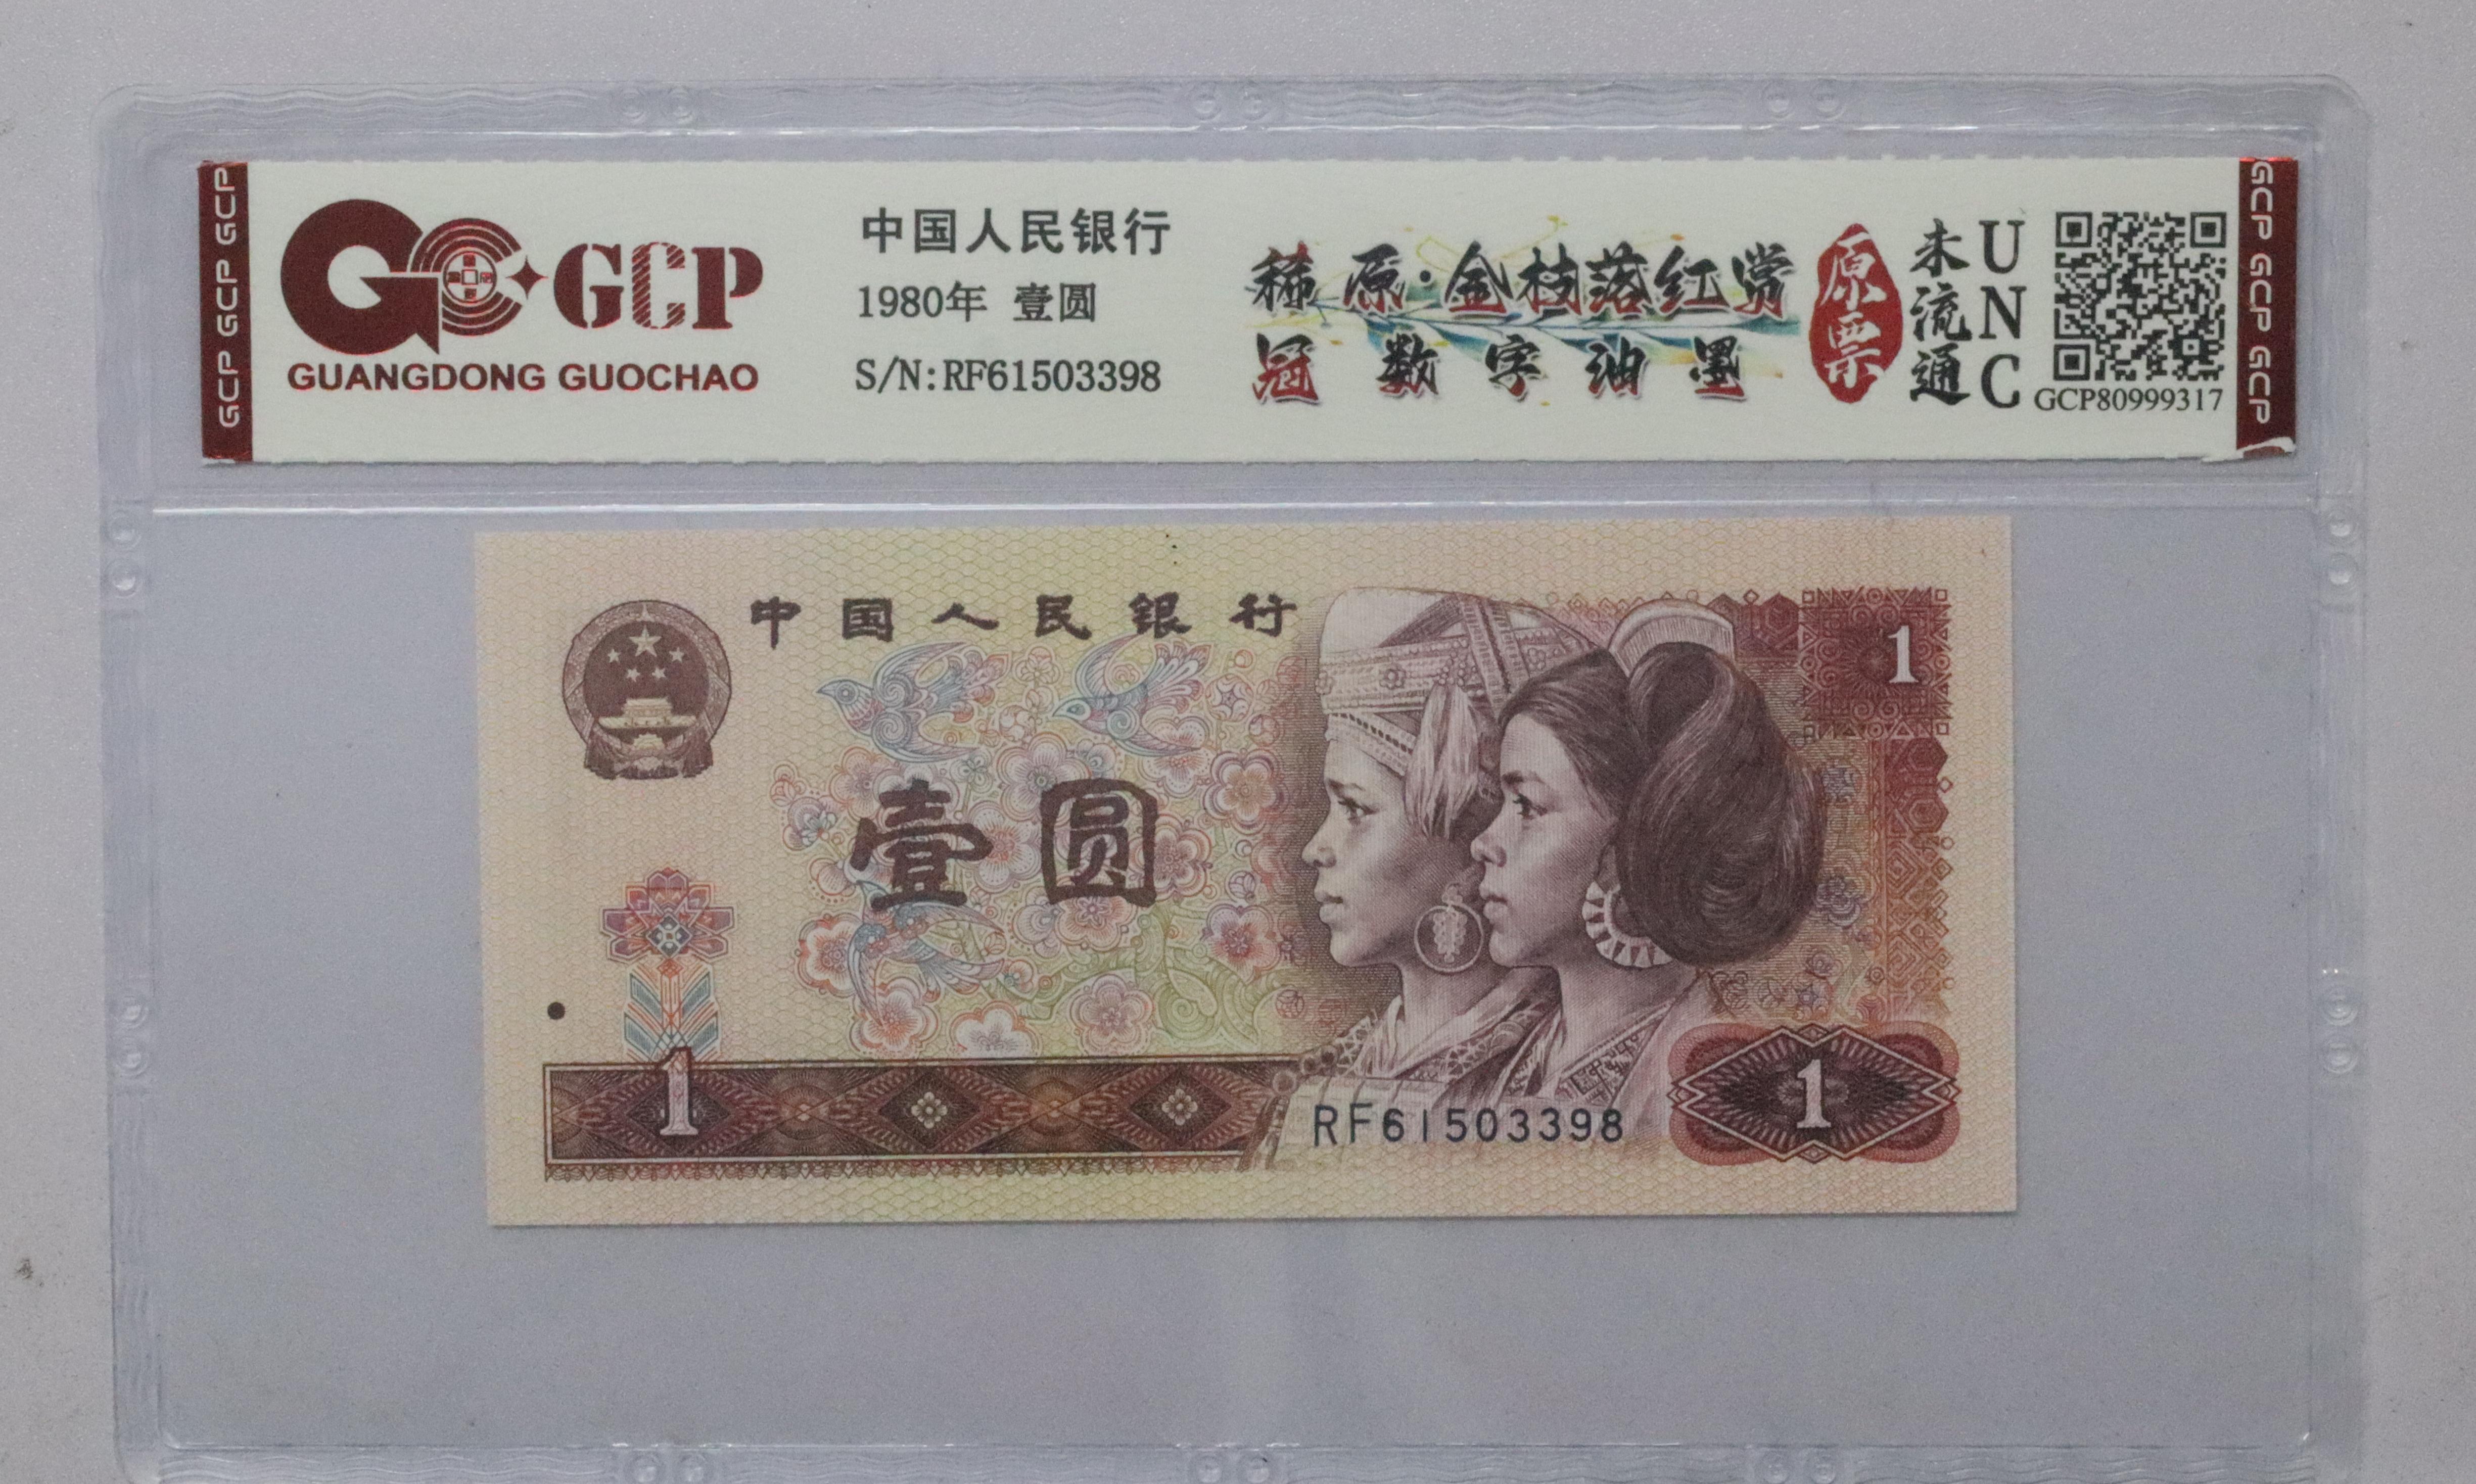 GCP GCP GCP
GCP
GUANGDONG GUOCHAO
中国人民银行
1980年 壹圆
S/N:RF61503398
稀原·金枝落红赏
冠数字油墨
原票
未流通
UNC
GCP80999317
GCP GCP GCP
中国人民银行
1
壹圆
1
RF61503398
1